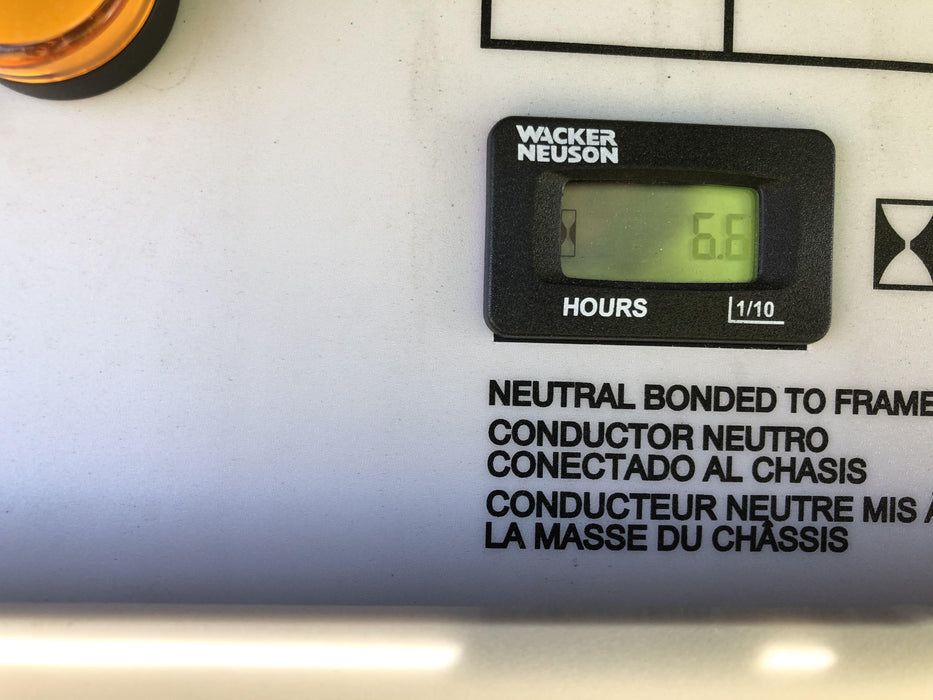 WACKER
NEUSON
6.6
HOURS 1/10
NEUTRAL BONDED TO FRAME
CONDUCTOR NEUTRO
CONECTADO AL CHASIS
CONDUCTEUR NEUTRE MIS À
LA MASSE DU CHÂSSIS